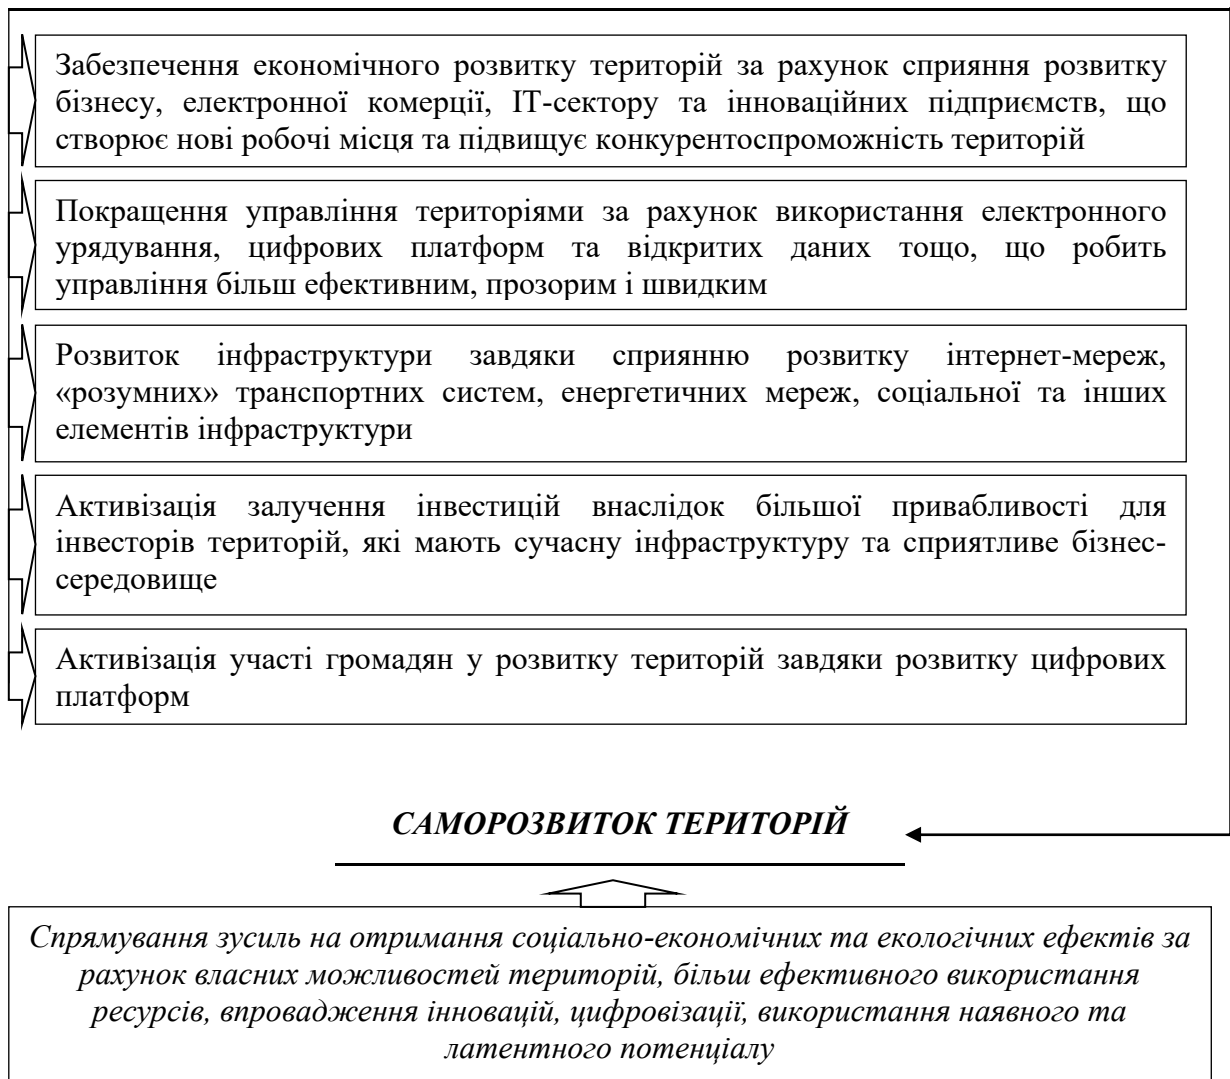 Забезпечення економічного розвитку територій за рахунок сприяння розвитку
бізнесу, електронної комерції, ІТ-сектору та інноваційних підприємств, що
створює нові робочі місця та підвищує конкурентоспроможність територій
Покращення управління територіями за рахунок використання електронного
урядування, цифрових платформ та відкритих даних тощо, що робить
управління більш ефективним, прозорим і швидким
Розвиток інфраструктури завдяки сприянню розвитку інтернет-мереж,
«розумних» транспортних систем, енергетичних мереж, соціальної та інших
елементів інфраструктури
Активізація залучення інвестицій внаслідок більшої привабливості для
інвесторів територій, які мають сучасну інфраструктуру та сприятливе бізнес-
середовище
Активізація участі громадян у розвитку територій завдяки розвитку цифрових
платформ
САМОРОЗВИТОК ТЕРИТОРІЙ
Спрямування зусиль на отримання соціально-економічних та екологічних ефектів за
рахунок власних можливостей територій, більш ефективного використання
ресурсів, впровадження інновацій, цифровізації, використання наявного та
латентного потенціалу